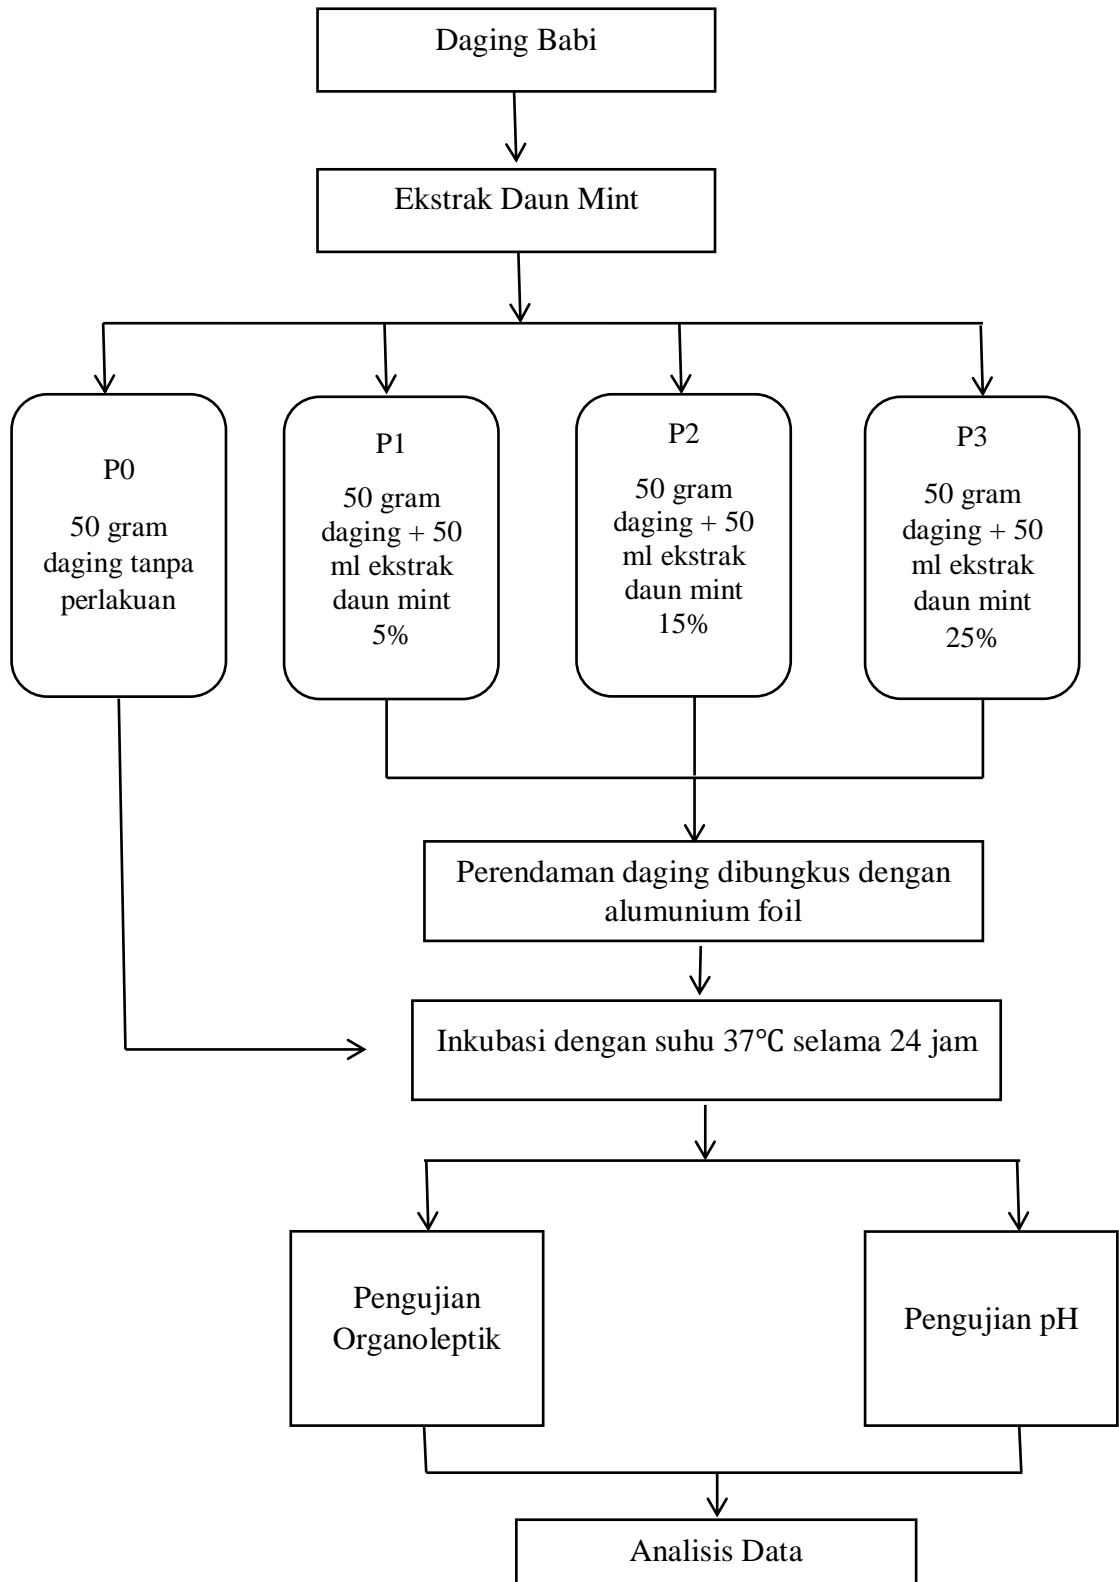 Daging Babi
Ekstrak Daun Mint
P0
50 gram
daging tanpa
perlakuan
P1
50 gram
daging + 50
ml ekstrak
daun mint
5%
P2
50 gram
daging + 50
ml ekstrak
daun mint
15%
P3
50 gram
daging + 50
ml ekstrak
daun mint
25%
Perendaman daging dibungkus dengan
alumunium foil
Inkubasi dengan suhu 37°C selama 24 jam
Pengujian
Organoleptik
Pengujian pH
Analisis Data